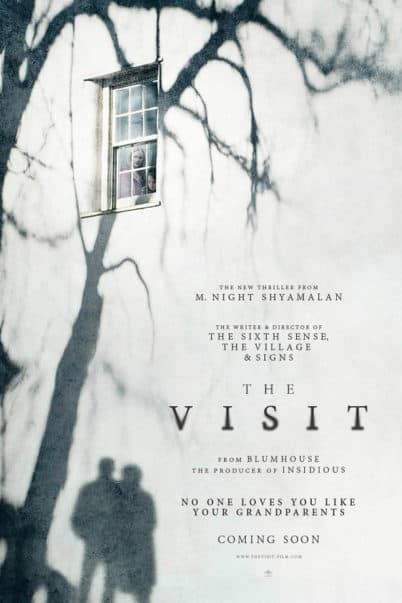 THE NEW THRILLER FROM
M. NIGHT SHYAMALAN
THE WRITER & DIRECTOR OF
THE SIXTH SENSE,
THE VILLAGE
& SIGNS
THE
VISIT
FROM BLUMHOUSE
THE PRODUCER OF INSIDIOUS
NO ONE LOVES YOU LIKE
YOUR GRANDPARENTS
COMING SOON
WWW.THEVISIT-FILM.COM